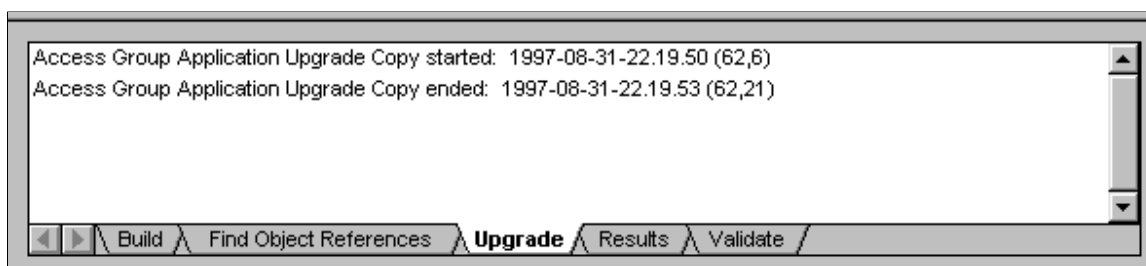 Access Group Application Upgrade Copy started:  1997-08-31-22.19.50 (62,6)
Access Group Application Upgrade Copy ended:  1997-08-31-22.19.53 (62,21)
Build Find Object References Upgrade Results Validate